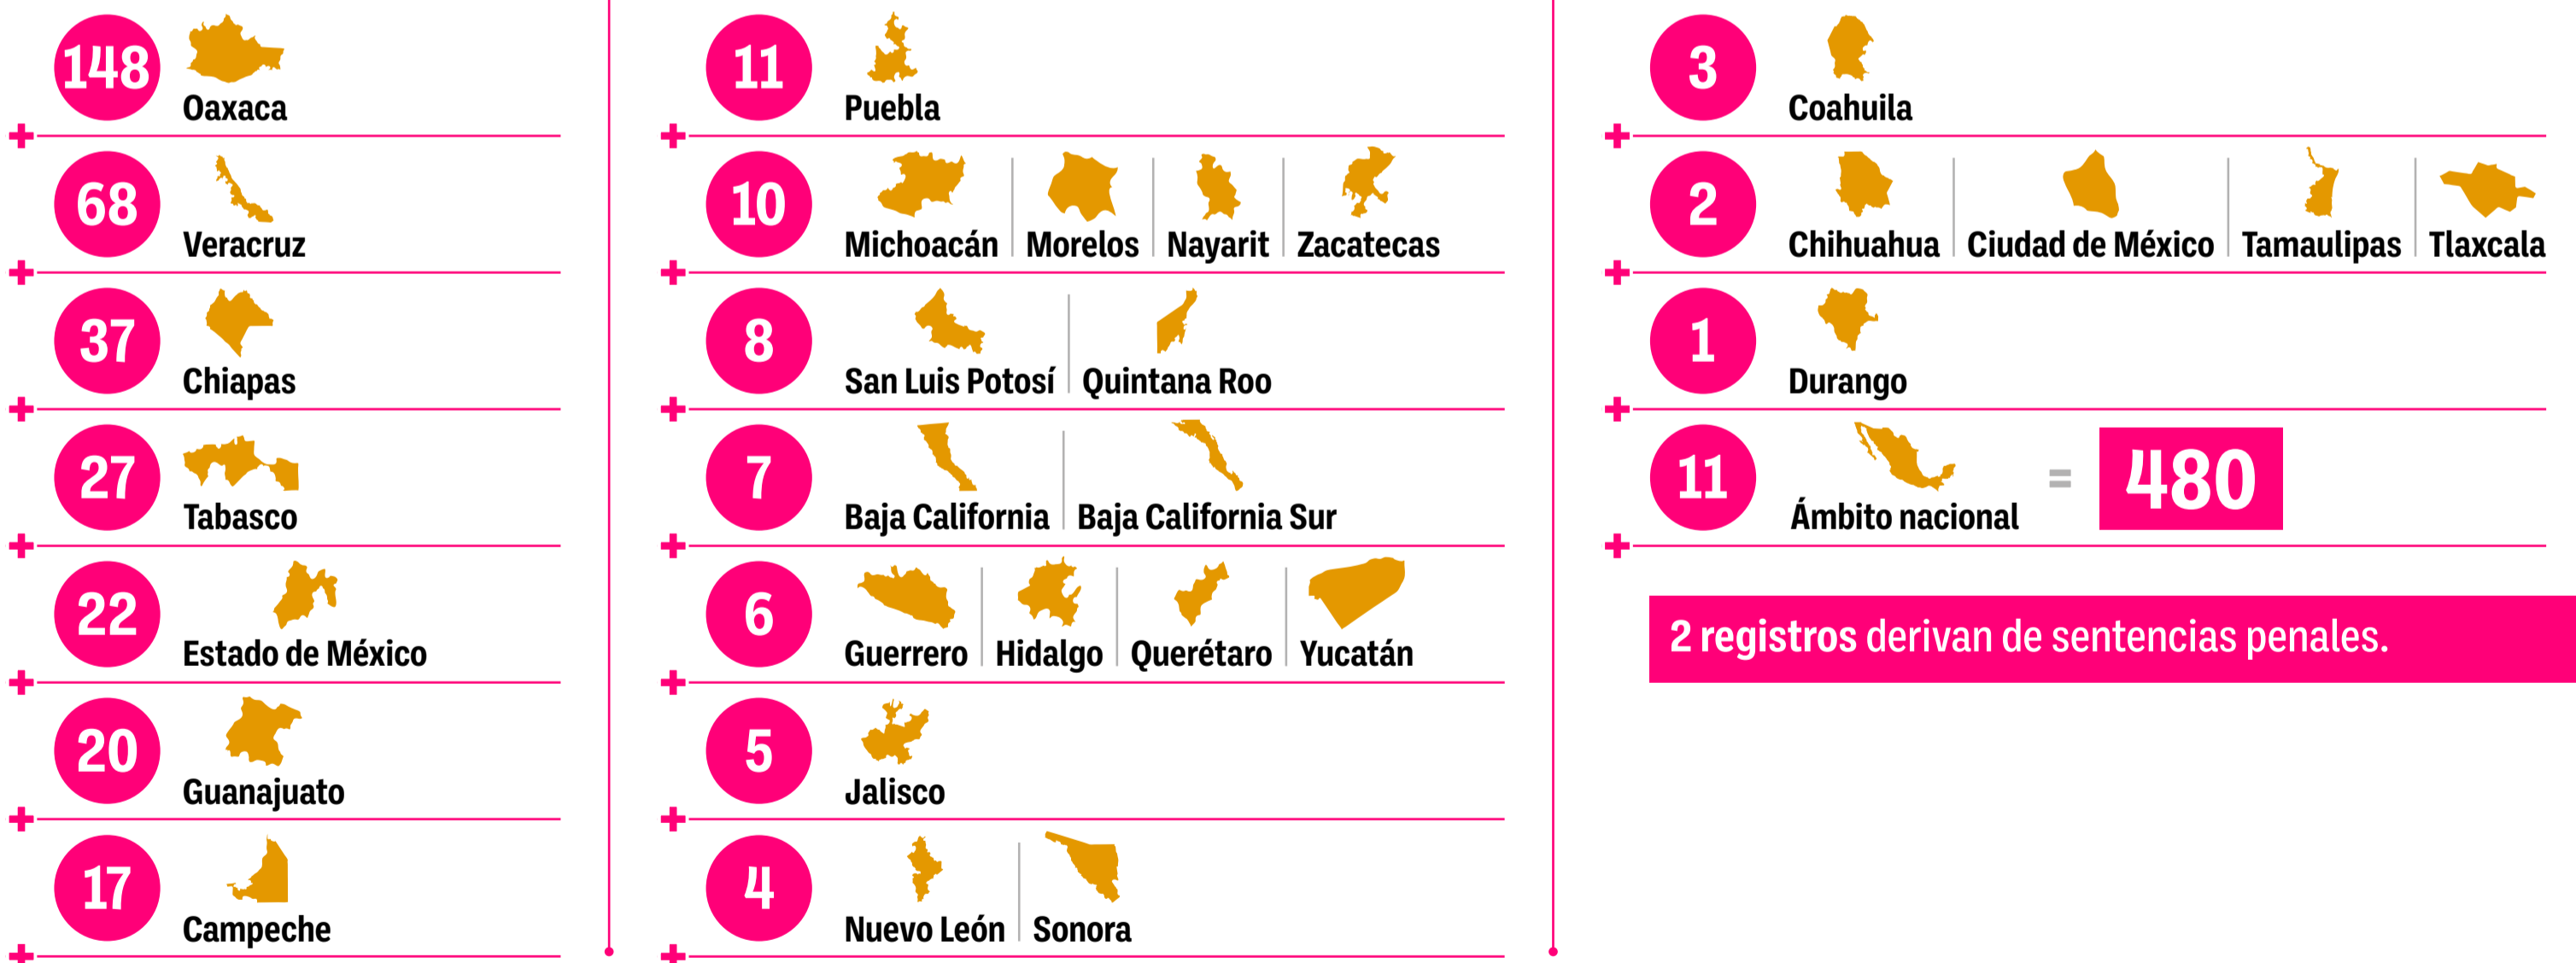 148
Oaxaca
68
Veracruz
37
Chiapas
27
Tabasco
22
Estado de México
20
Guanajuato
17
Campeche
11
Puebla
10
Michoacán
Morelos
Nayarit
Zacatecas
8
San Luis Potosí
Quintana Roo
7
Baja California
Baja California Sur
6
Guerrero
Hidalgo
Querétaro
Yucatán
5
Jalisco
4
Nuevo León
Sonora
3
Coahuila
2
Chihuahua
Ciudad de México
Tamaulipas
Tlaxcala
1
Durango
11
Ámbito nacional
= 480
2 registros derivan de sentencias penales.